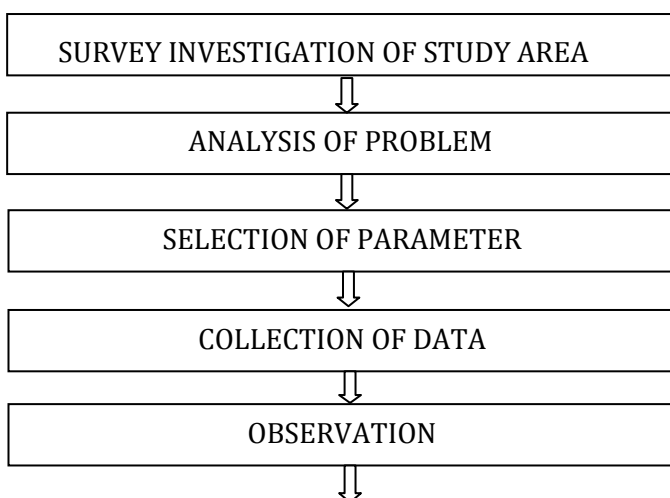 SURVEY INVESTIGATION OF STUDY AREA
ANALYSIS OF PROBLEM
SELECTION OF PARAMETER
COLLECTION OF DATA
OBSERVATION